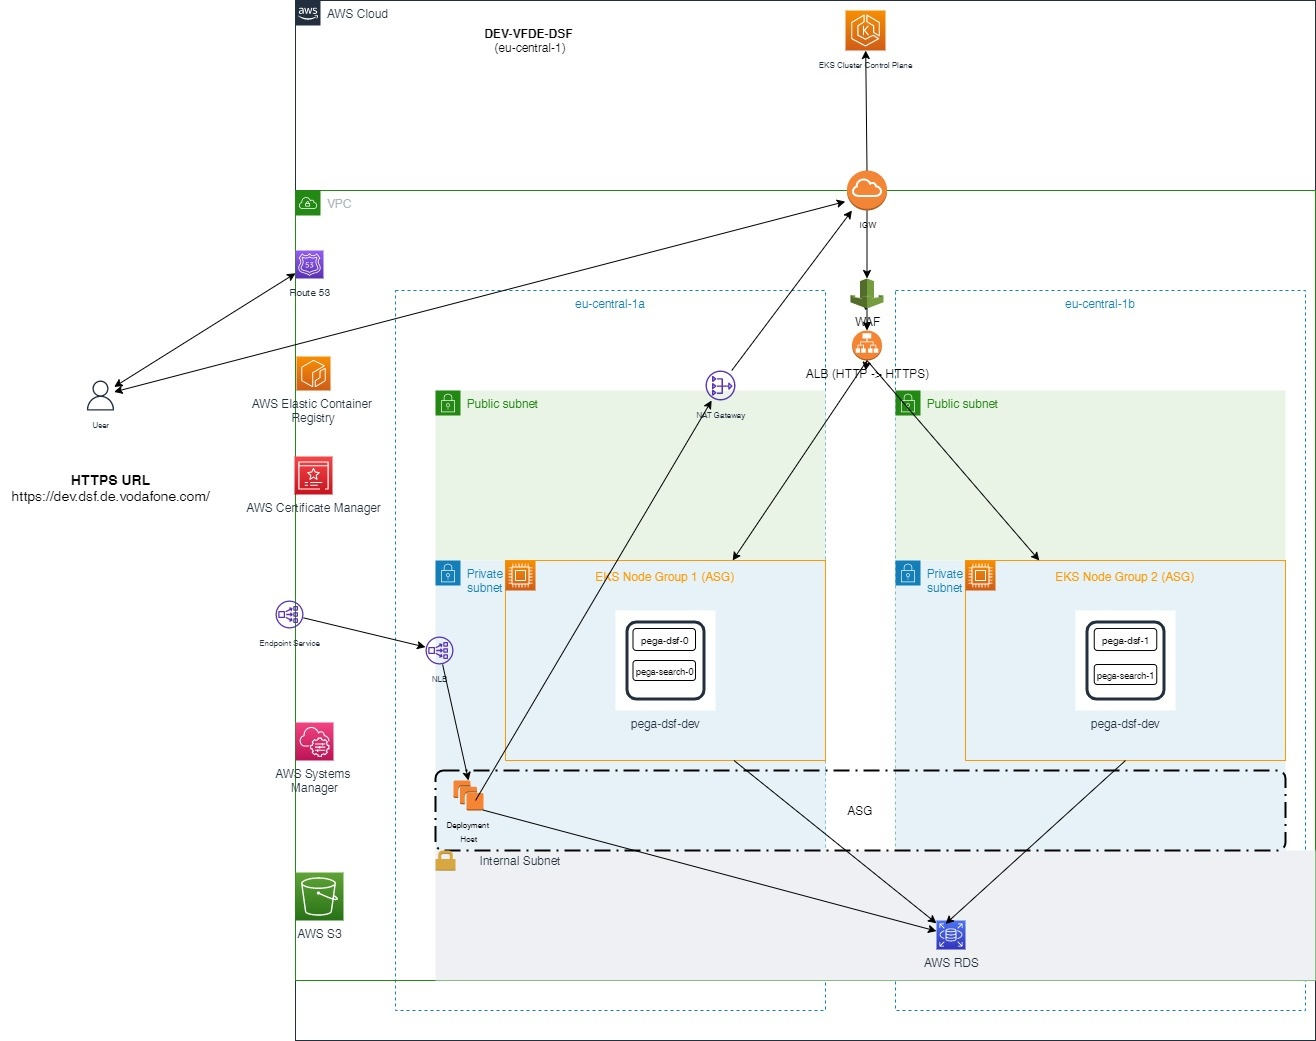 aws
AWS Cloud
DEV-VFDE-DSF
(eu-central-1)
EKS Cluster Control Plane
VPC
IGW
53
Route 53
eu-central-1a
eu-central-1b
WAF
ALB (HTTP -> HTTPS)
AWS Elastic Container
Registry
User
NAT Gateway
Public subnet
Public subnet
HTTPS URL
https://dev.dsf.de.vodafone.com/
AWS Certificate Manager
Private
subnet
EKS Node Group 1 (ASG)
Private
subnet
EKS Node Group 2 (ASG)
Endpoint Service
NLB
pega-dsf-0
pega-search-0
pega-dsf-dev
pega-dsf-1
pega-search-1
pega-dsf-dev
AWS Systems
Manager
Deployment
Host
ASG
Internal Subnet
AWS S3
AWS RDS